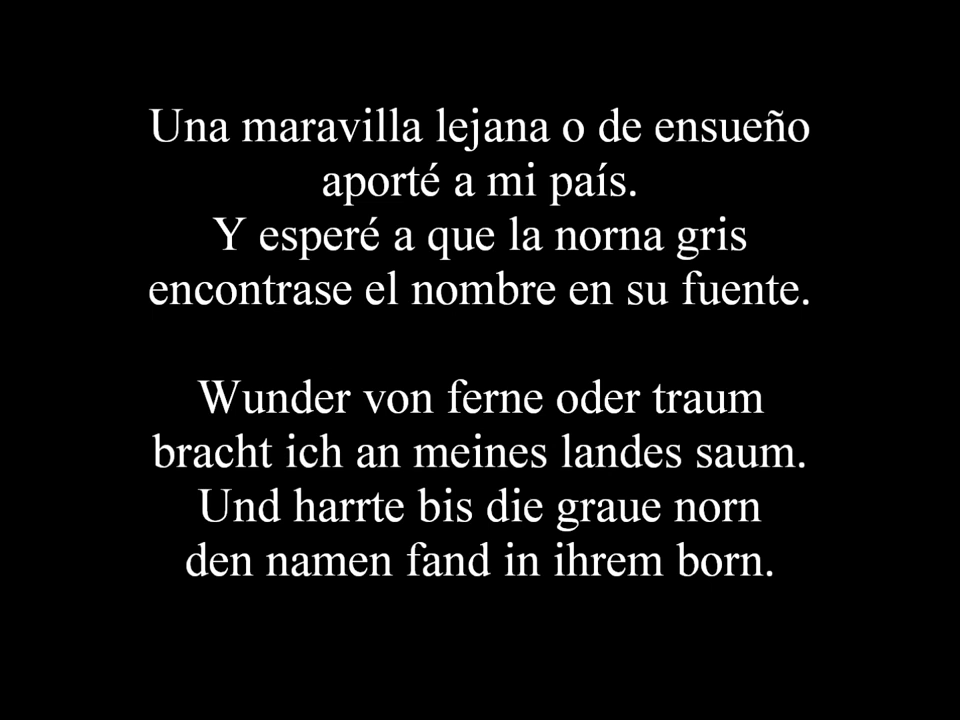 Una maravilla lejana o de ensueño
aporté a mi país.
Y esperé a que la norna gris
encontrase el nombre en su fuente.
Wunder von ferne oder traum
bracht ich an meines landes saum.
Und harrte bis die graue norn
den namen fand in ihrem born.